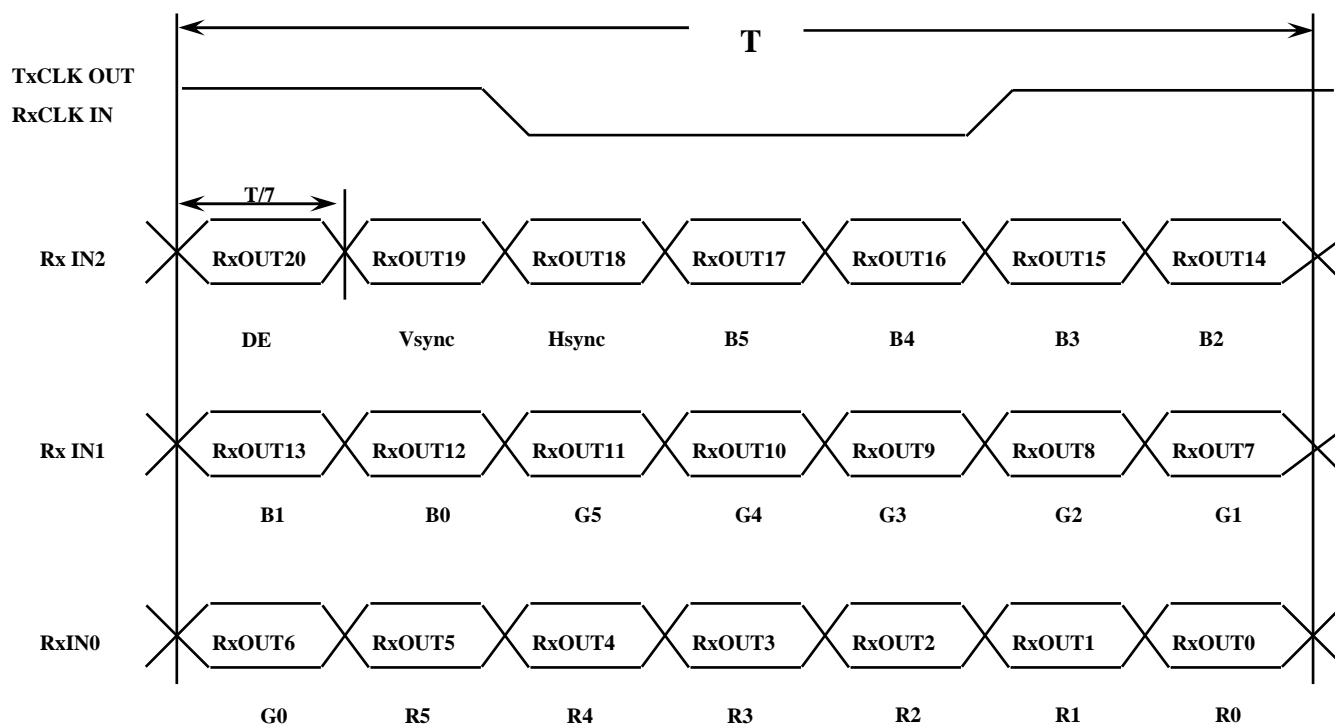 T
TxCLK OUT
RxCLK IN
T/7
Rx IN2 RxOUT20 RxOUT19 RxOUT18 RxOUT17 RxOUT16 RxOUT15 RxOUT14
DE Vsync Hsync B5 B4 B3 B2
Rx IN1 RxOUT13 RxOUT12 RxOUT11 RxOUT10 RxOUT9 RxOUT8 RxOUT7
B1 B0 G5 G4 G3 G2 G1
RxIN0 RxOUT6 RxOUT5 RxOUT4 RxOUT3 RxOUT2 RxOUT1 RxOUT0
G0 R5 R4 R3 R2 R1 R0